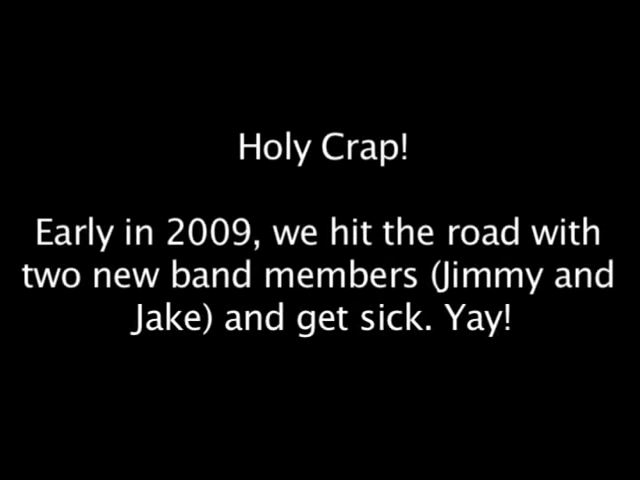 Holy Crap!
Early in 2009, we hit the road with
two new band members (Jimmy and
Jake) and get sick. Yay!